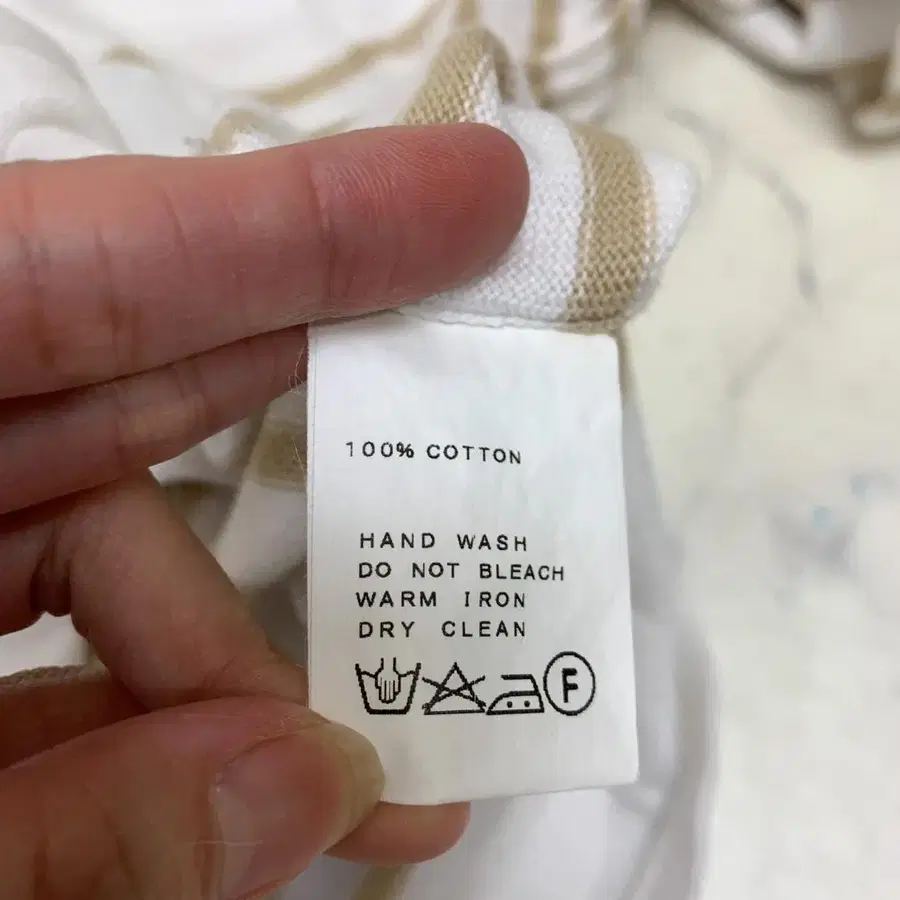 100% COTTON
HAND WASH
DO NOT BLEACH
WARM IRON
DRY CLEAN
F